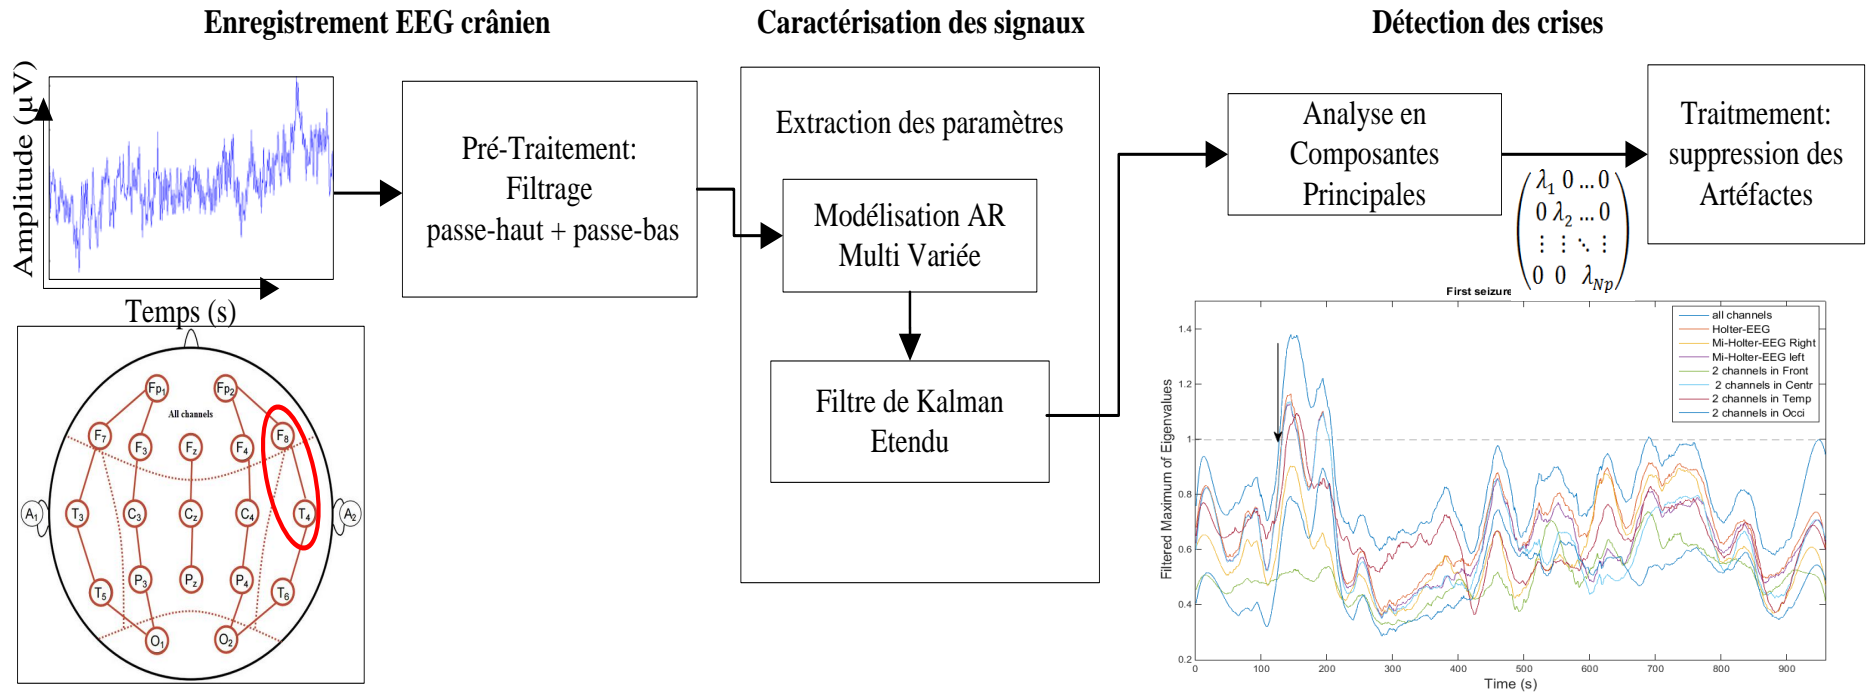 Enregistrement EEG crânien
Caractérisation des signaux
Détection des crises
Amplitude (µV)
Temps (s)
Pré-Traitement:
Filtrage
passe-haut + passe-bas
Extraction des paramètres
Modélisation AR
Multi Variée
Filtre de Kalman
Etendu
Analyse en
Composantes
Principales
λ1 0 ... 0
0 λ2 ... 0
⋮ ⋮ ⋱ ⋮
0 0 λNp
Traitmement:
suppression des
Artéfactes
Fp1 Fp2
All channels
F7 F3 Fz F4 F8
A1 T3 C3 Cz C4 T4 A2
T5 P3 Pz P4 T6
O1 O2
First seizure
all channels
Holter-EEG
Mi-Holter-EEG Right
Mi-Holter-EEG left
2 channels in Front
2 channels in Centr
2 channels in Temp
2 channels in Occi
Filtered Maximum of Eigenvalues
1.4
1.2
1
0.8
0.6
0.4
0.2
0 100 200 300 400 500 600 700 800 900
Time (s)